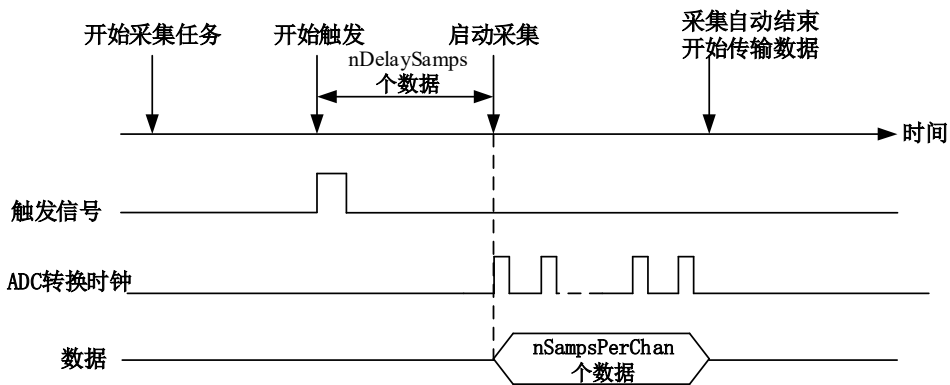 开始采集任务
开始触发
启动采集
采集自动结束
开始传输数据
nDelaySamps
个数据
时间
触发信号
ADC转换时钟
数据
nSampsPerChan
个数据